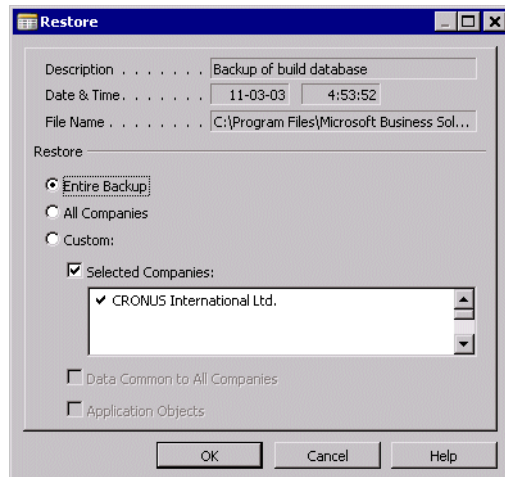 Restore
Description . . . . . . . Backup of build database
Date & Time. . . . . . . . 11-03-03 4:53:52
File Name . . . . . . . . C:\Program Files\Microsoft Business Sol...
Restore
Entire Backup
All Companies
Custom:
Selected Companies:
CRONUS International Ltd.
Data Common to All Companies
Application Objects
OK Cancel Help